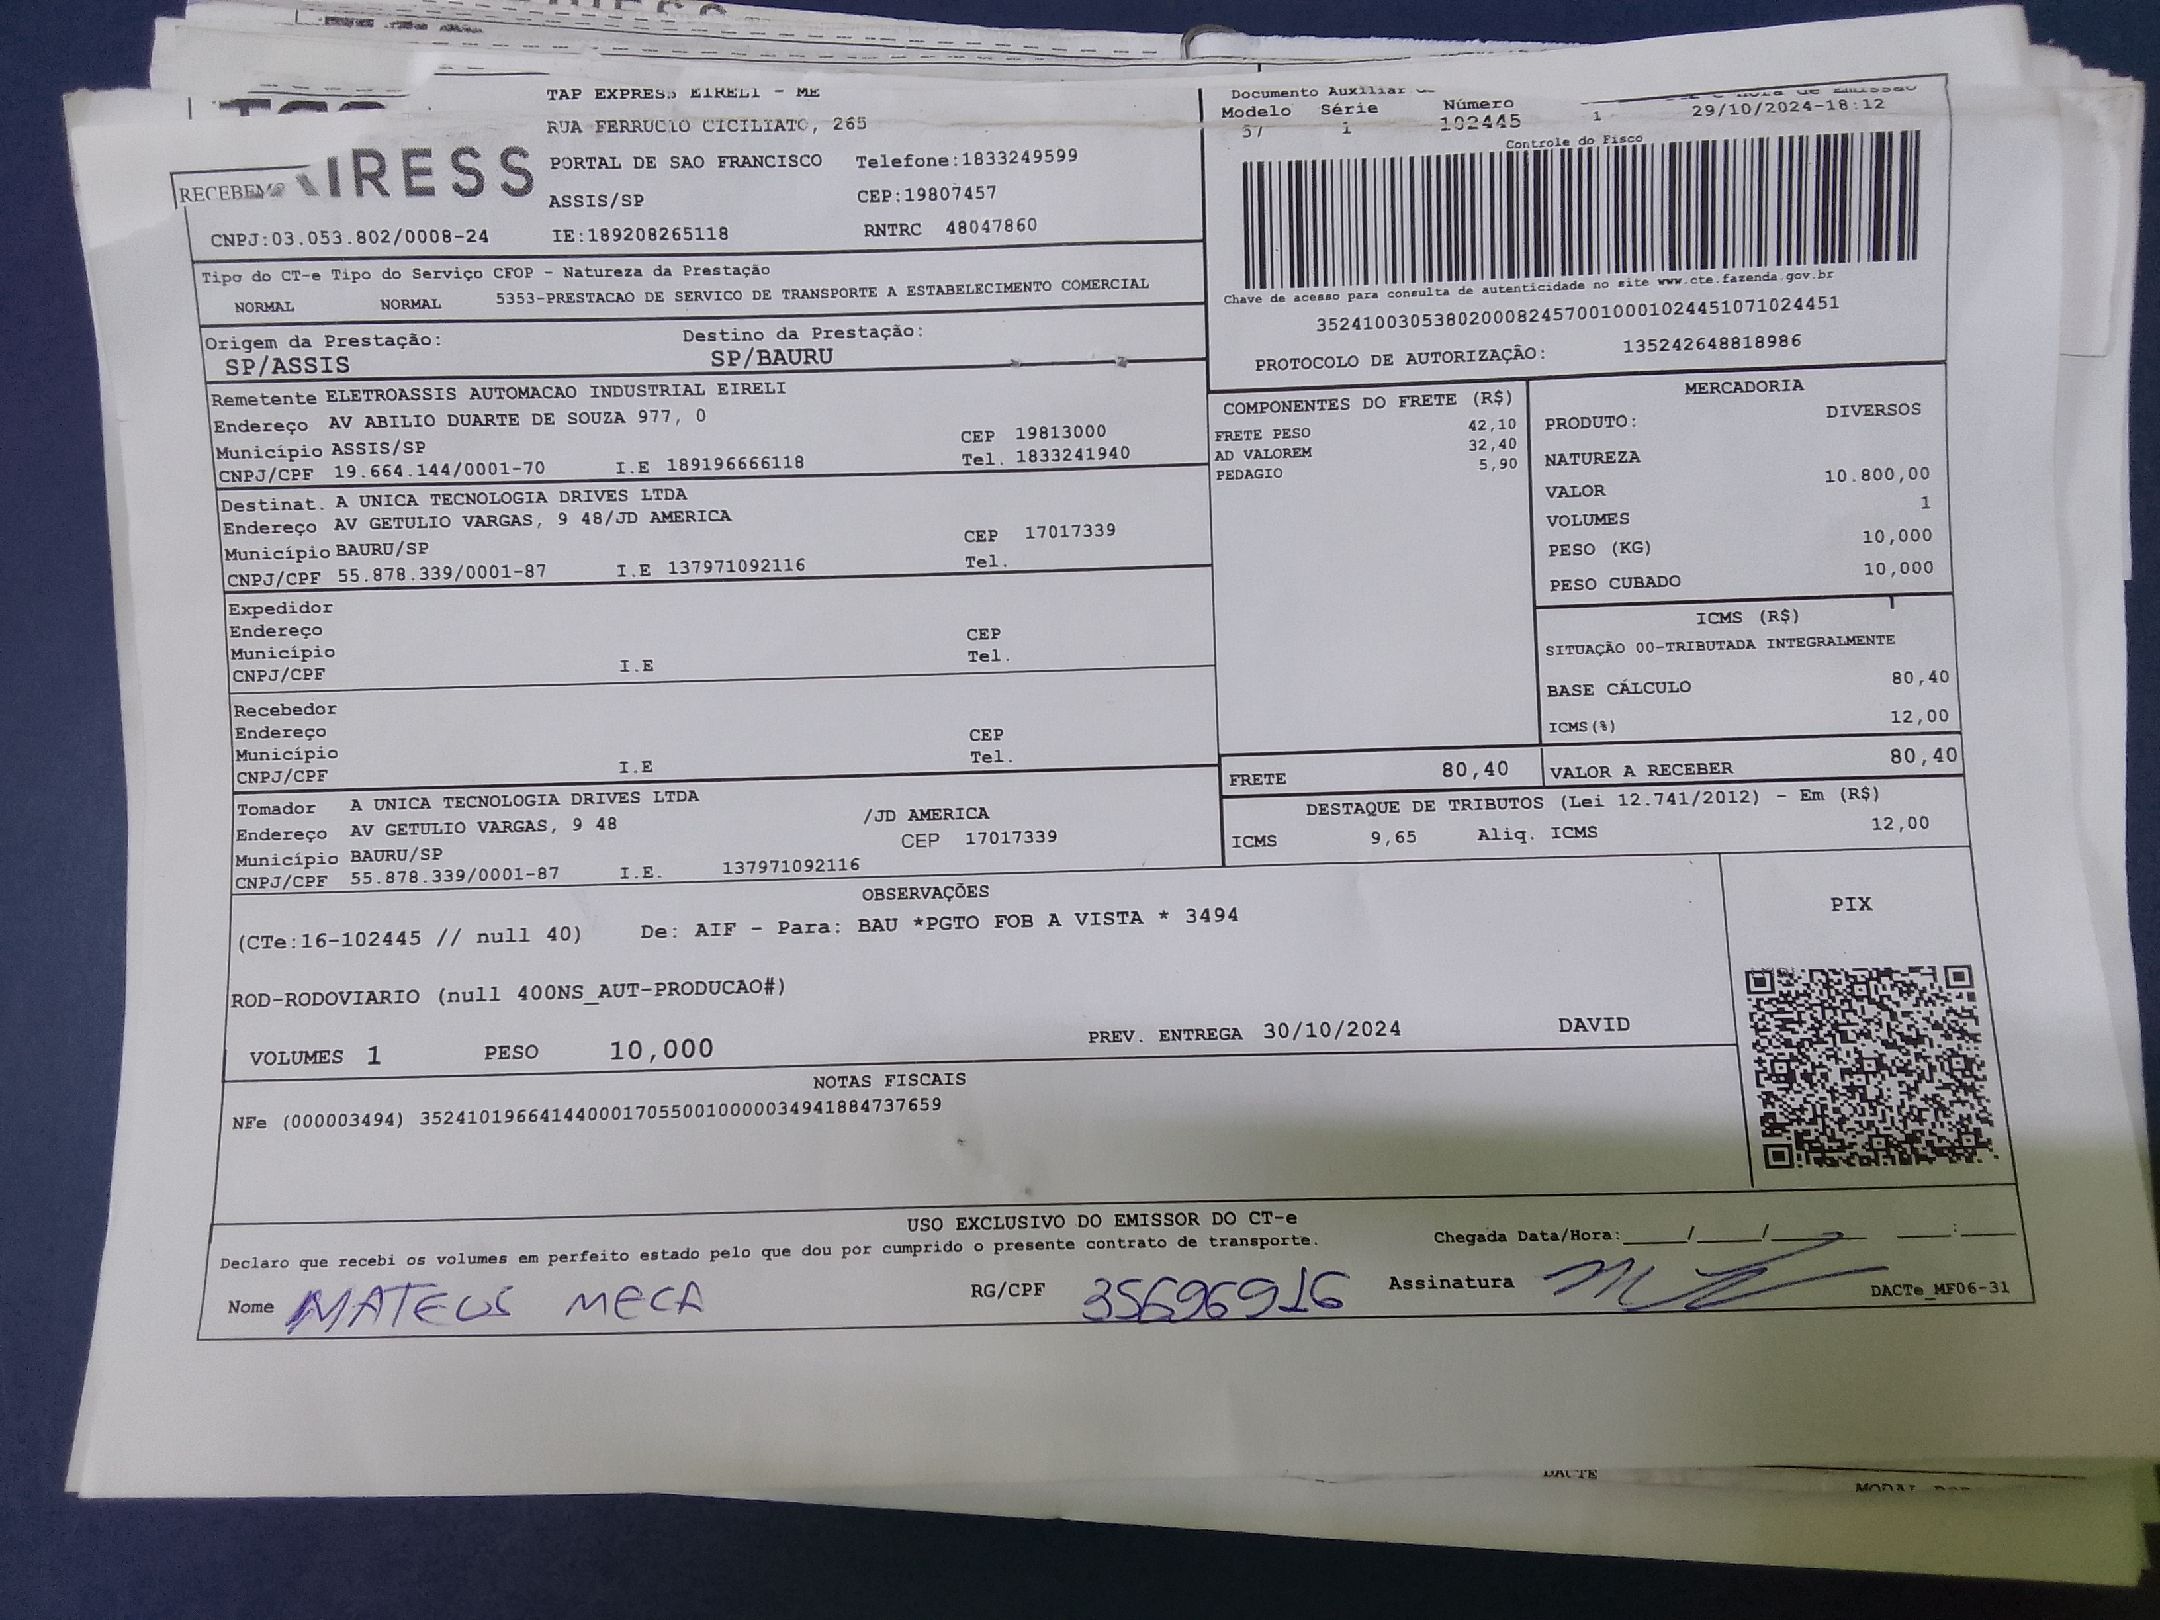 TAP EXPRESS EIRELI - ME
RUA FERRUCIO CICILIATO, 265
PORTAL DE SAO FRANCISCO Telefone:1833249599
ASSIS/SP CEP:19807457
CNPJ:03.053.802/0008-24 IE:189208265118 RNTRC 48047860
Documento Auxiliar
Modelo Série Número
57 1 102445 1 29/10/2024-18:12
Controle do Fisco
Chave de acesso para consulta de autenticidade no site www.cte.fazenda.gov.br
35241003053802000824570010001024451071024451
PROTOCOLO DE AUTORIZAÇÃO: 135242648818986
Tipo do CT-e Tipo do Serviço CFOP - Natureza da Prestação
NORMAL NORMAL 5353-PRESTACAO DE SERVICO DE TRANSPORTE A ESTABELECIMENTO COMERCIAL
Origem da Prestação: Destino da Prestação:
SP/ASSIS SP/BAURU
Remetente ELETROASSIS AUTOMACAO INDUSTRIAL EIRELI
Endereço AV ABILIO DUARTE DE SOUZA 977, 0
Município ASSIS/SP CEP 19813000
CNPJ/CPF 19.664.144/0001-70 I.E 189196666118 Tel. 1833241940
Destinat. A UNICA TECNOLOGIA DRIVES LTDA
Endereço AV GETULIO VARGAS, 9 48/JD AMERICA
Município BAURU/SP CEP 17017339
CNPJ/CPF 55.878.339/0001-87 I.E 137971092116 Tel.
Expedidor
Endereço
Município CEP
CNPJ/CPF I.E Tel.
Recebedor
Endereço
Município CEP
CNPJ/CPF I.E Tel.
Tomador A UNICA TECNOLOGIA DRIVES LTDA
Endereço AV GETULIO VARGAS, 9 48 /JD AMERICA
Município BAURU/SP CEP 17017339
CNPJ/CPF 55.878.339/0001-87 I.E. 137971092116
COMPONENTES DO FRETE (R$)
FRETE PESO 42,10
AD VALOREM 32,40
PEDAGIO 5,90
MERCADORIA
PRODUTO: DIVERSOS
NATUREZA
VALOR 10.800,00
VOLUMES 1
PESO (KG) 10,000
PESO CUBADO 10,000
ICMS (R$)
SITUAÇÃO 00-TRIBUTADA INTEGRALMENTE
BASE CÁLCULO 80,40
ICMS(%) 12,00
FRETE 80,40 VALOR A RECEBER 80,40
DESTAQUE DE TRIBUTOS (Lei 12.741/2012) - Em (R$)
ICMS 9,65 Aliq. ICMS 12,00
OBSERVAÇÕES
(CTe:16-102445 // null 40) De: AIF - Para: BAU *PGTO FOB A VISTA * 3494
ROD-RODOVIARIO (null 400NS_AUT-PRODUCAO#)
VOLUMES 1 PESO 10,000 PREV. ENTREGA 30/10/2024 DAVID
PIX
NOTAS FISCAIS
NFe (000003494) 35241019664144000170550010000034941884737659
USO EXCLUSIVO DO EMISSOR DO CT-e
Declaro que recebi os volumes em perfeito estado pelo que dou por cumprido o presente contrato de transporte.
Chegada Data/Hora:____/____/____ ____:____
Nome MATEUS MECA RG/CPF 35696916 Assinatura
DACTe_MF06-31
DACTE